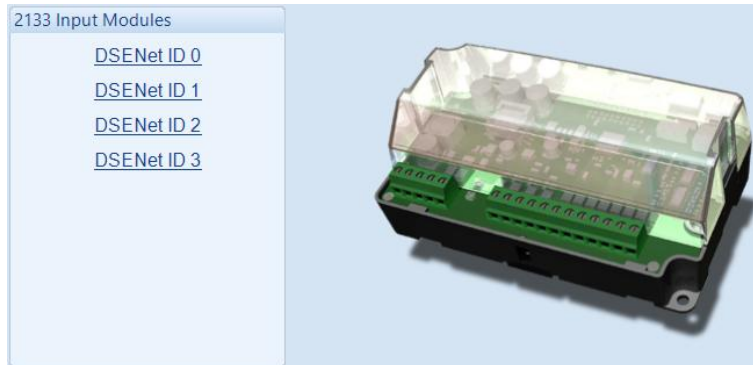 2133 Input Modules
DSENet ID 0
DSENet ID 1
DSENet ID 2
DSENet ID 3